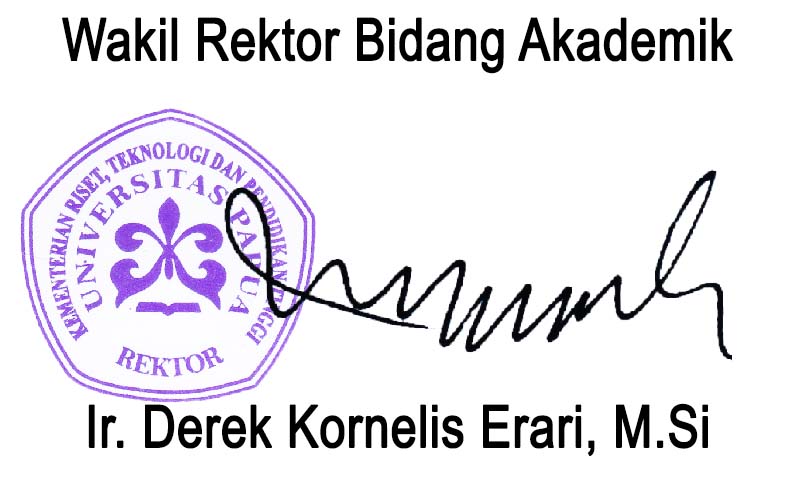 Wakil Rektor Bidang Akademik
KEMENTERIAN RISET, TEKNOLOGI DAN PENDIDIKAN TINGGI
UNIVERSITAS PAPUA
REKTOR
Ir. Derek Kornelis Erari, M.Si